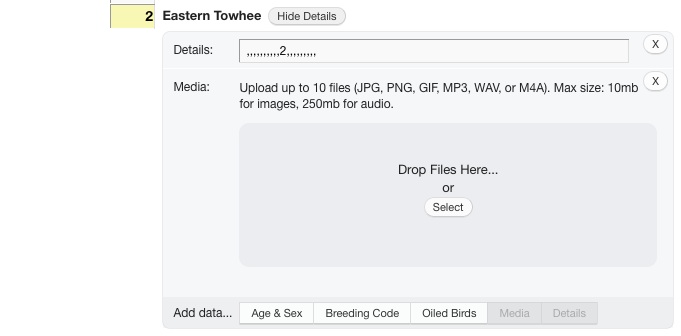 2 Eastern Towhee Hide Details
Details: ,,,,,,,,,,2,,,,,,,,, X
Media: Upload up to 10 files (JPG, PNG, GIF, MP3, WAV, or M4A). Max size: 10mb X
for images, 250mb for audio.
Drop Files Here...
or
Select
Add data... Age & Sex Breeding Code Oiled Birds Media Details